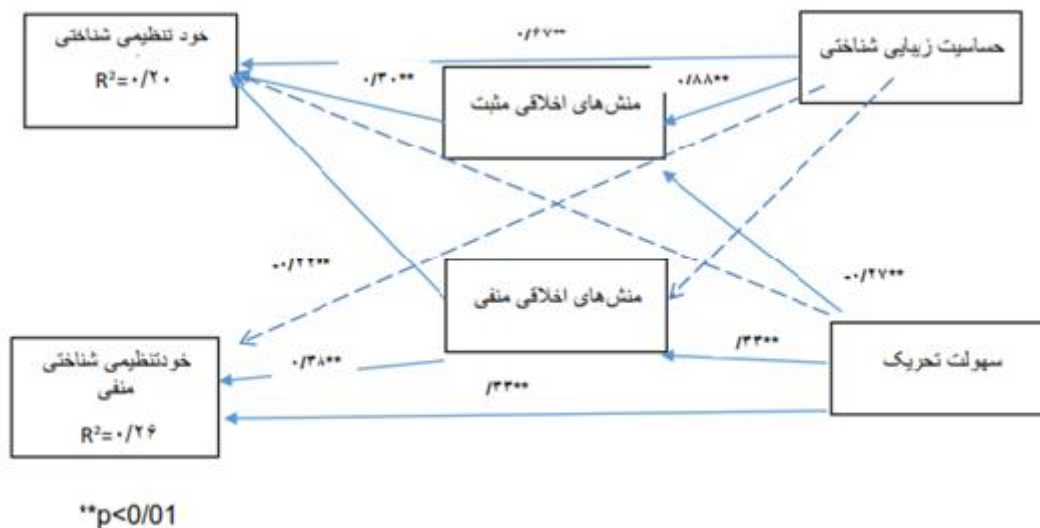 حساسیت زیبایی شناختی
۰/۶۷**
خود تنظیمی شناختی
R²=۰/۲۰
۰/۸۸**
منش‌های اخلاقی مثبت
۰/۳۰**
-۰/۲۷**
منش‌های اخلاقی منفی
-۰/۲۲**
سهولت تحریک
/۳۳**
۰/۳۸**
خودتنظیمی شناختی
منفی
R²=۰/۲۶
/۳۳**
**p<0/01